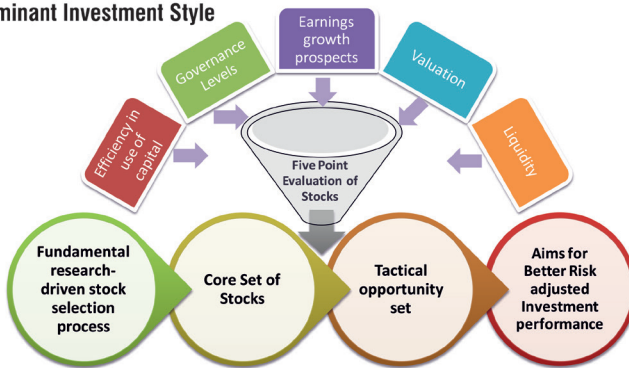 minant Investment Style
Efficiency in
use of
capital
Governance
Levels
Earnings
growth
prospects
Valuation
Liquidity
Five Point
Evaluation of
Stocks
Fundamental
research-
driven stock
selection
process
Core Set of
Stocks
Tactical
opportunity
set
Aims for
Better Risk
adjusted
Investment
performance